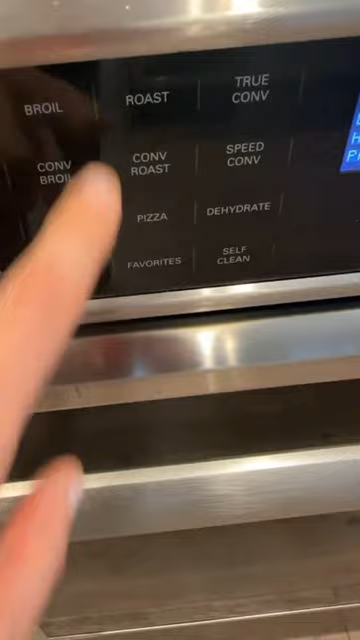 BROIL
ROAST
TRUE
CONV
CONV
BROIL
CONV
ROAST
SPEED
CONV
PIZZA
DEHYDRATE
FAVORITES
SELF
CLEAN